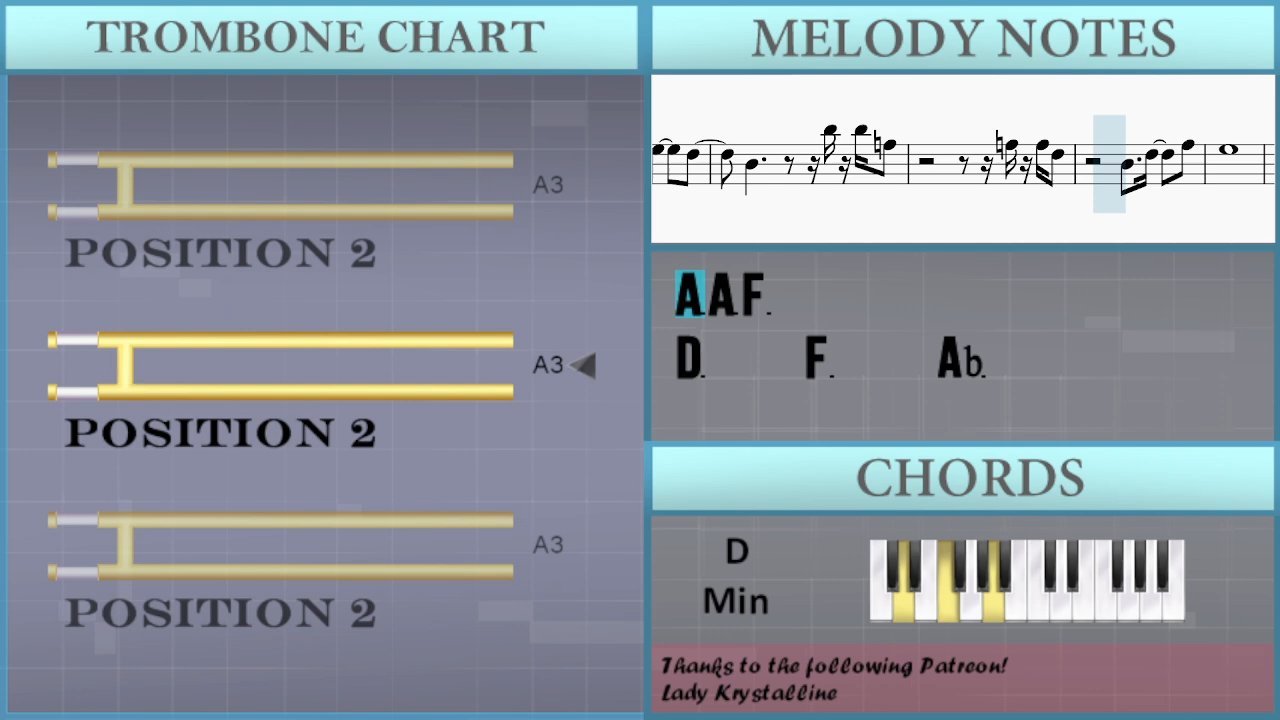 TROMBONE CHART
A3
POSITION 2
A3
POSITION 2
A3
POSITION 2
MELODY NOTES
A A F.
D. F. Ab.
CHORDS
D
Min
Thanks to the following Patreon!
Lady Krystalline